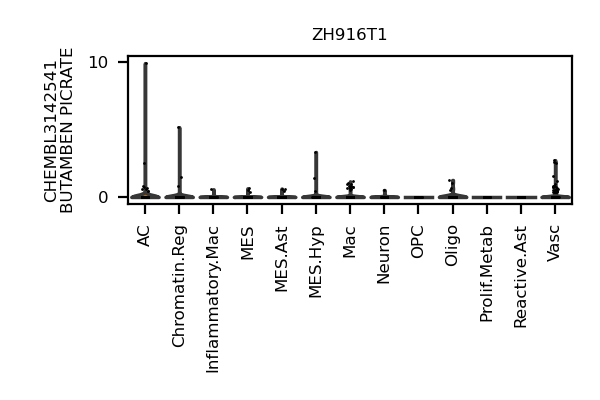 ZH916T1
CHEMBL3142541
BUTAMBEN PICRATE
10
0
AC
Chromatin.Reg
Inflammatory.Mac
MES
MES.Ast
MES.Hyp
Mac
Neuron
OPC
Oligo
Prolif.Metab
Reactive.Ast
Vasc